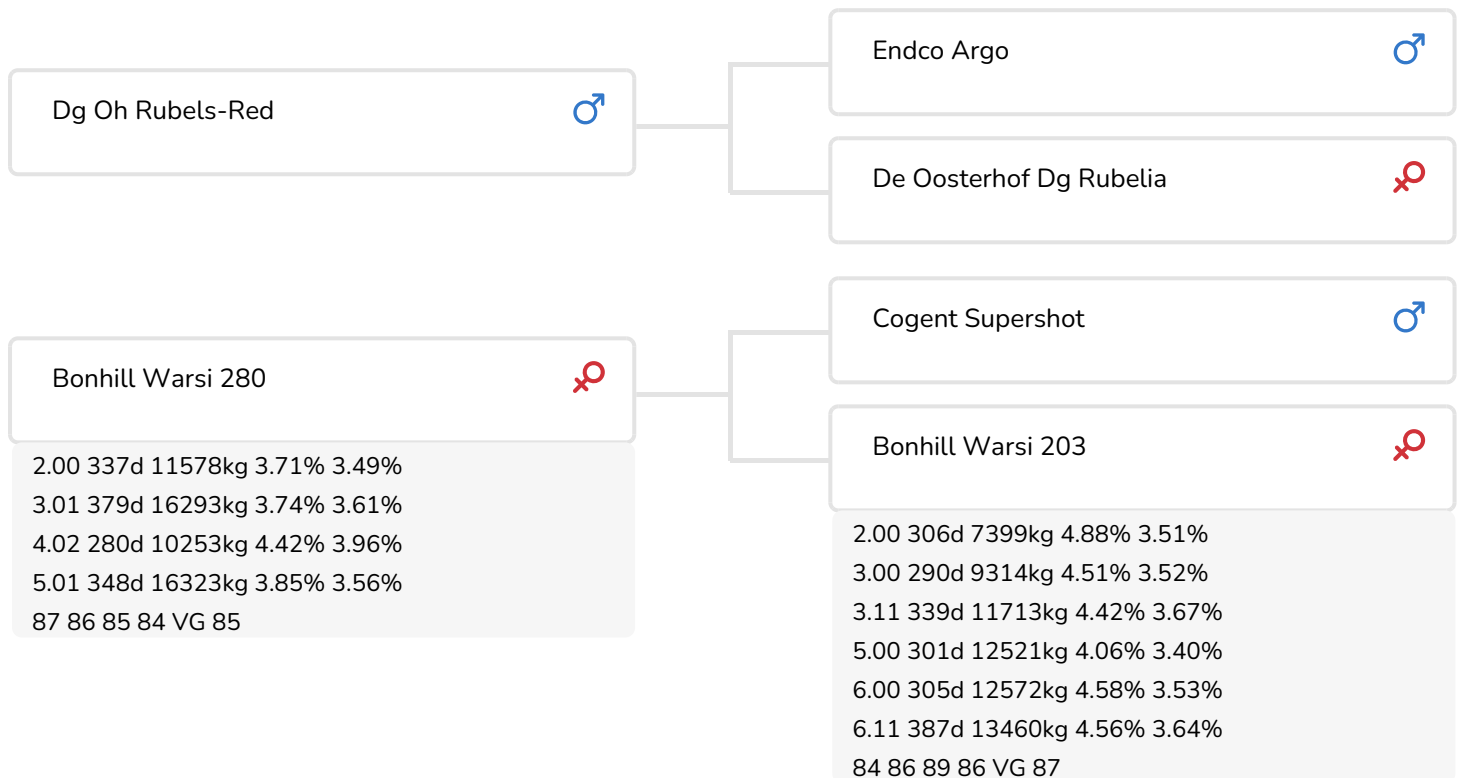 Endco Argo
Dg Oh Rubels-Red
De Oosterhof Dg Rubelia
Cogent Supershot
Bonhill Warsi 280
Bonhill Warsi 203
2.00 337d 11578kg 3.71% 3.49%
3.01 379d 16293kg 3.74% 3.61%
4.02 280d 10253kg 4.42% 3.96%
5.01 348d 16323kg 3.85% 3.56%
87 86 85 84 VG 85
2.00 306d 7399kg 4.88% 3.51%
3.00 290d 9314kg 4.51% 3.52%
3.11 339d 11713kg 4.42% 3.67%
5.00 301d 12521kg 4.06% 3.40%
6.00 305d 12572kg 4.58% 3.53%
6.11 387d 13460kg 4.56% 3.64%
84 86 89 86 VG 87